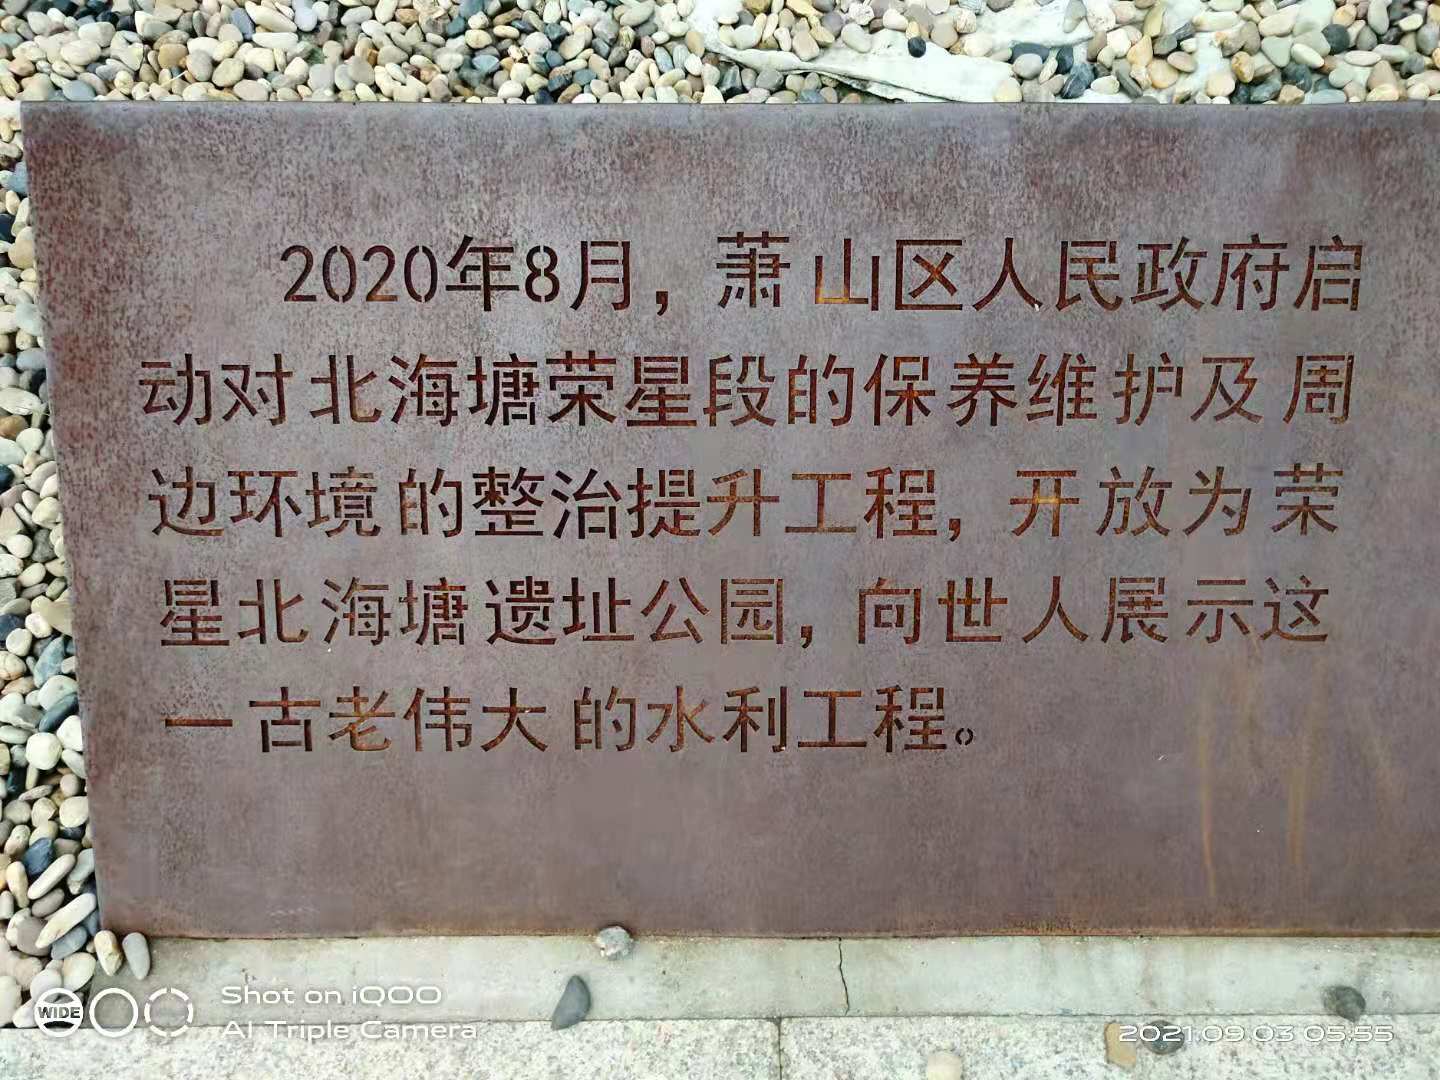 2020年8月，萧山区人民政府启
动对北海塘荣星段的保养维护及周
边环境的整治提升工程，开放为荣
星北海塘遗址公园，向世人展示这
一古老伟大的水利工程。
WIDE
Shot on iQOO
AI Triple Camera
2021.09.03 05:55